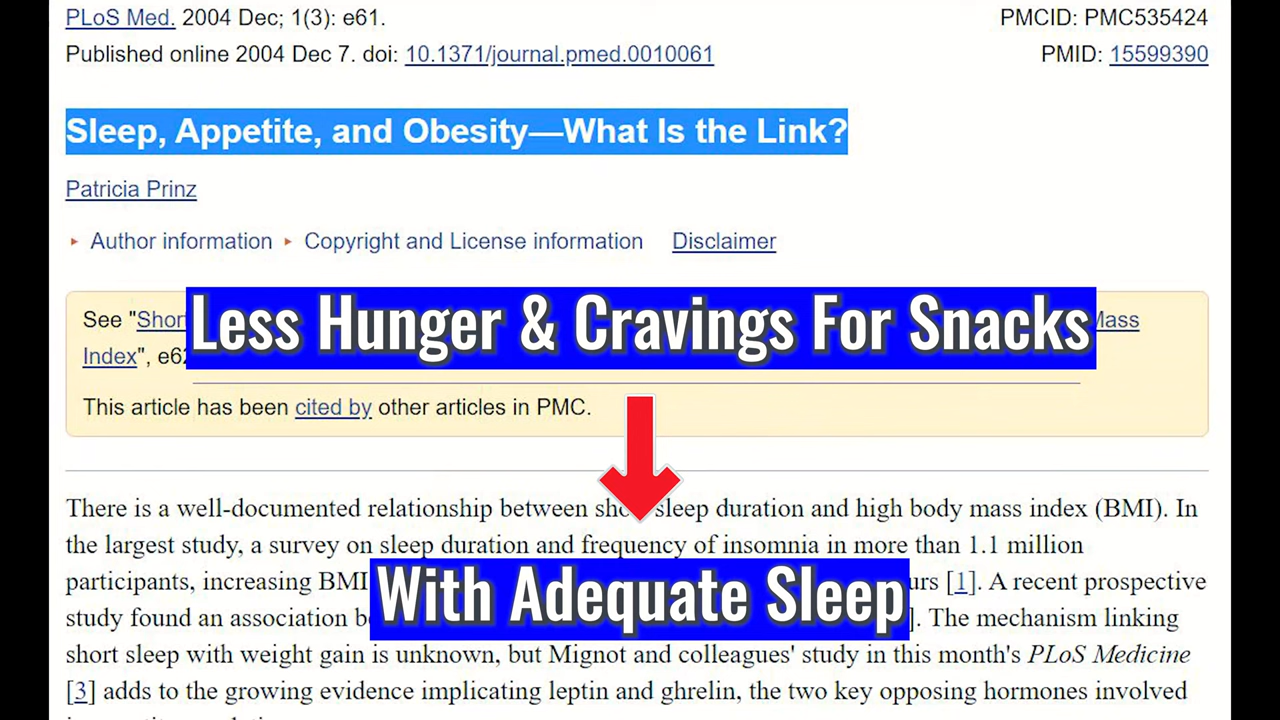 PLoS Med. 2004 Dec; 1(3): e61.
PMCID: PMC535424
Published online 2004 Dec 7. doi: 10.1371/journal.pmed.0010061
PMID: 15599390
Sleep, Appetite, and Obesity—What Is the Link?
Patricia Prinz
Author information Copyright and License information Disclaimer
See "Shor Mass
Less Hunger & Cravings For Snacks
Index", e62
This article has been cited by other articles in PMC.
There is a well-documented relationship between short sleep duration and high body mass index (BMI). In
the largest study, a survey on sleep duration and frequency of insomnia in more than 1.1 million
participants, increasing BMI urs [1]. A recent prospective
With Adequate Sleep
study found an association be ]. The mechanism linking
short sleep with weight gain is unknown, but Mignot and colleagues' study in this month's PLoS Medicine
[3] adds to the growing evidence implicating leptin and ghrelin, the two key opposing hormones involved